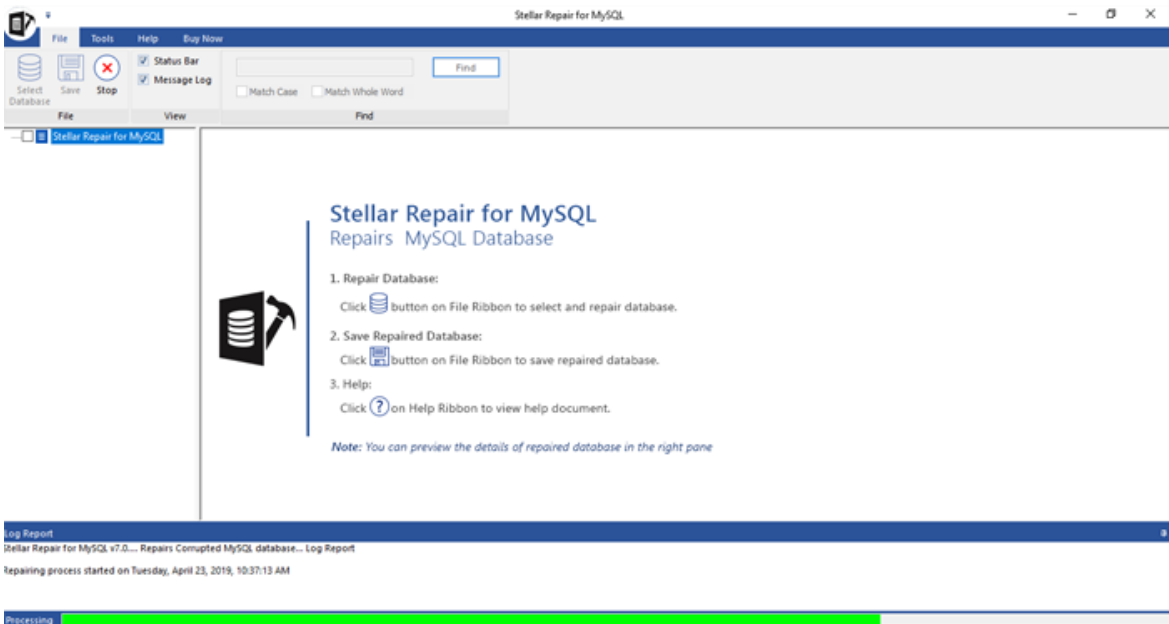 Stellar Repair for MySQL
File Tools Help Buy Now
Select Database
Save
Stop
Status Bar
Message Log
Find
Match Case
Match Whole Word
File
View
Find
Stellar Repair for MySQL
Stellar Repair for MySQL
Repairs MySQL Database
1. Repair Database:
Click button on File Ribbon to select and repair database.
2. Save Repaired Database:
Click button on File Ribbon to save repaired database.
3. Help:
Click ? on Help Ribbon to view help document.
Note: You can preview the details of repaired database in the right pane
Log Report
Stellar Repair for MySQL v7.0.... Repairs Corrupted MySQL database... Log Report
Repairing process started on Tuesday, April 23, 2019, 10:37:13 AM
Processing